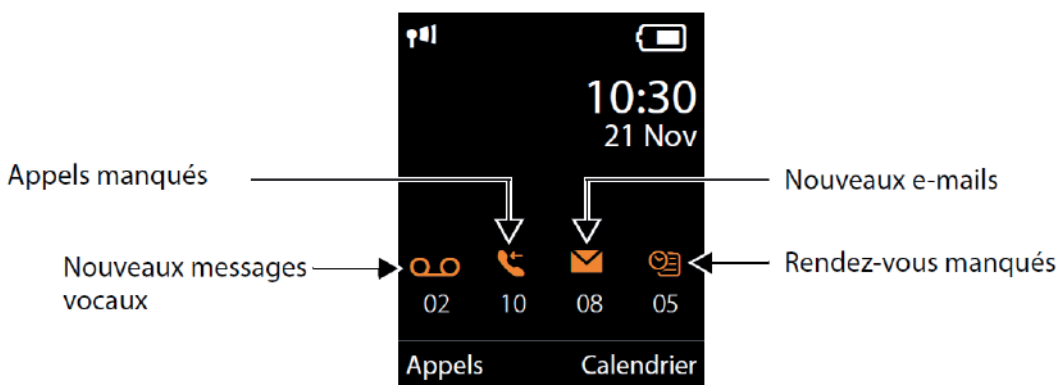 10:30
21 Nov
Appels manqués
Nouveaux e-mails
Nouveaux messages
vocaux
Rendez-vous manqués
02 10 08 05
Appels Calendrier